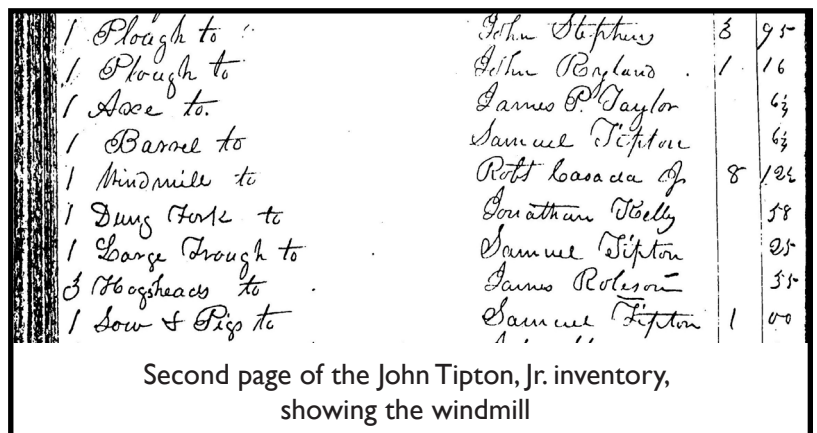 1 Plough to John Stephens 3 95
1 Plough to John Ryland 1 16
1 Axe to. James P. Taylor 6¼
1 Barrel to Samuel Tipton 6¼
1 Windmill to Robt Casada Jr 8 12½
1 Dung Fork to Jonathan Kelly 58
1 Large Trough to Samuel Tipton 25
3 Hogsheads to James 55
1 Sow & Pigs to Samuel Tipton 1 00
Second page of the John Tipton, Jr. inventory,
showing the windmill